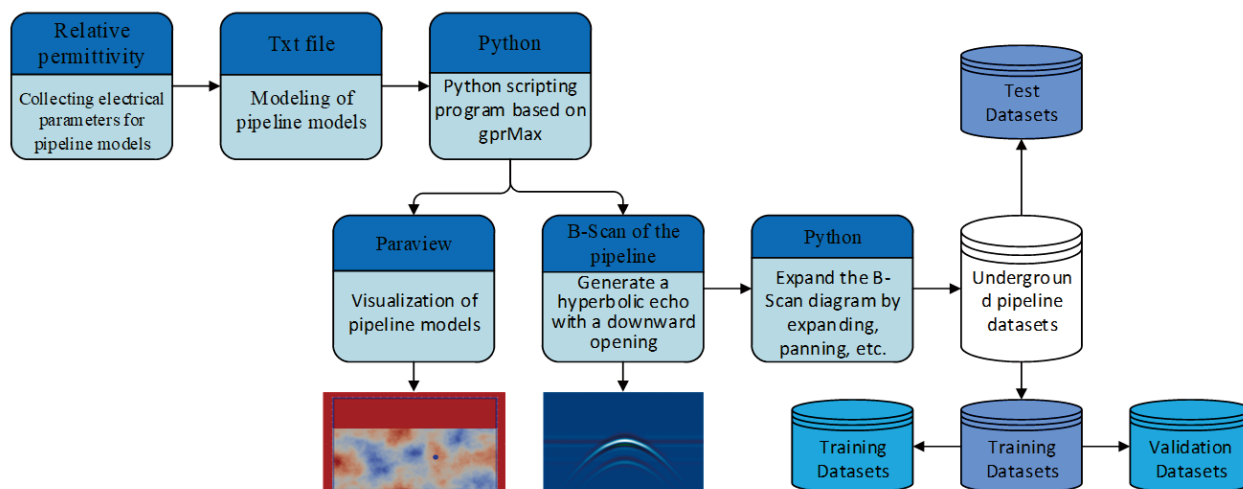 Relative
permittivity
Collecting electrical
parameters for
pipeline models
Txt file
Modeling of
pipeline models
Python
Python scripting
program based on
gprMax
Test
Datasets
Paraview
Visualization of
pipeline models
B-Scan of the
pipeline
Generate a
hyperbolic echo
with a downward
opening
Python
Expand the B-
Scan diagram by
expanding,
panning, etc.
Undergroun
d pipeline
datasets
Training
Datasets
Training
Datasets
Validation
Datasets